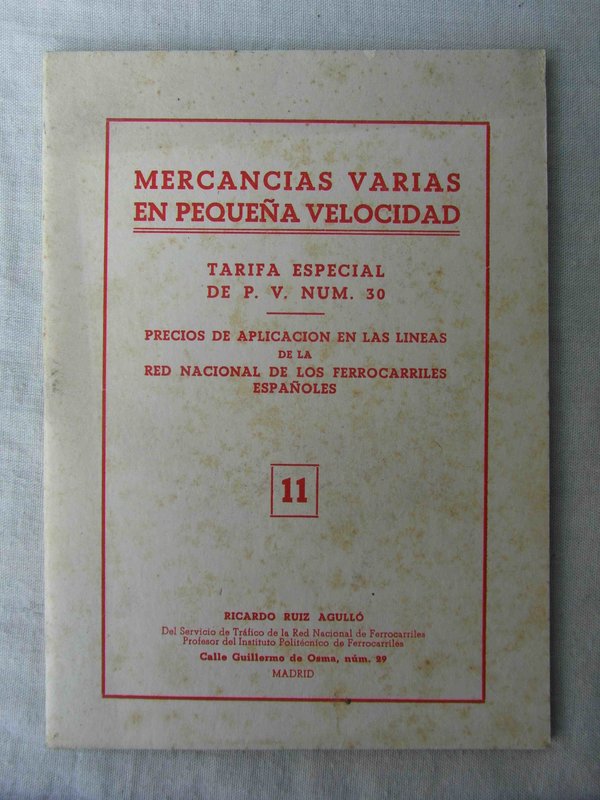 MERCANCIAS VARIAS
EN PEQUEÑA VELOCIDAD
TARIFA ESPECIAL
DE P. V. NUM. 30
PRECIOS DE APLICACION EN LAS LINEAS
DE LA
RED NACIONAL DE LOS FERROCARRILES
ESPAÑOLES
11
RICARDO RUIZ AGULLÓ
Del Servicio de Tráfico de la Red Nacional de Ferrocarriles
Profesor del Instituto Politécnico de Ferrocarriles
Calle Guillermo de Osma, núm. 29
MADRID